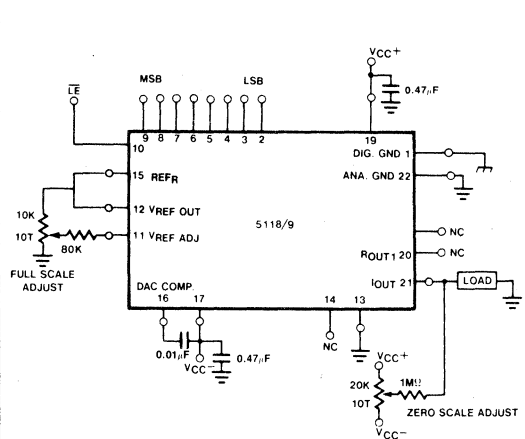 VCC+
MSB LSB
LE
0.47µF
9 8 7 6 5 4 3 2 19
10
DIG. GND 1
15 REFR
ANA. GND 22
12 VREF OUT
10K
5118/9
10T
11 VREF ADJ
NC
80K
ROUT1 20 NC
FULL SCALE
ADJUST
IOUT 21
LOAD
DAC COMP.
16 17 14 13
NC
0.01µF
0.47µF
VCC-
VCC+
20K
1MΩ
10T
ZERO SCALE ADJUST
VCC-